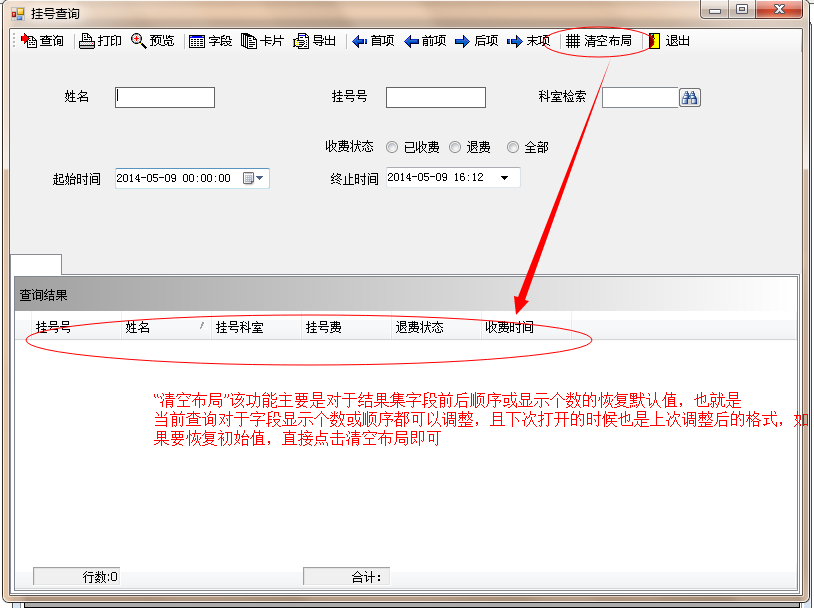 挂号查询
查询 打印 预览 字段 卡片 导出 首项 前项 后项 末项 清空布局 退出
姓名 挂号号 科室检索
收费状态 已收费 退费 全部
起始时间 2014-05-09 00:00:00 终止时间 2014-05-09 16:12
查询结果
挂号号 姓名 挂号科室 挂号费 退费状态 收费时间
“清空布局”该功能主要是对于结果集字段前后顺序或显示个数的恢复默认值，也就是
当前查询对于字段显示个数或顺序都可以调整，且下次打开的时候也是上次调整后的格式，如
果要恢复初始值，直接点击清空布局即可
行数:0 合计：